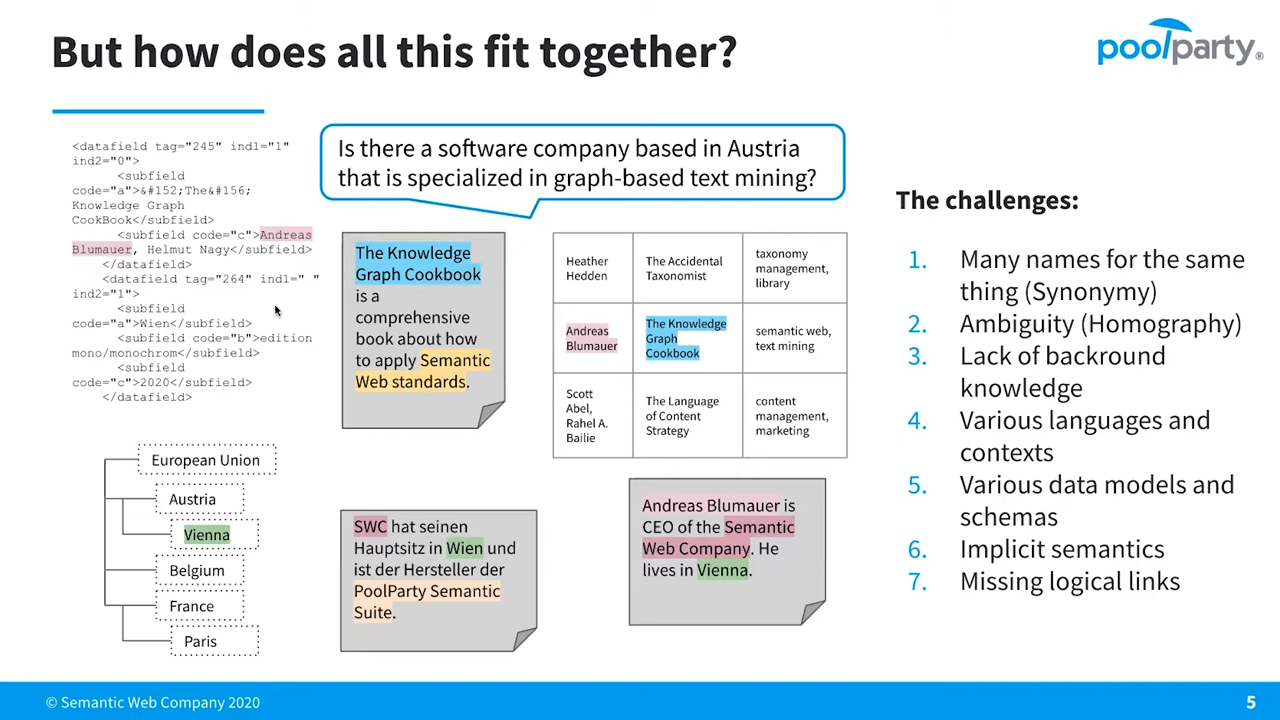 But how does all this fit together?
poolparty®
<datafield tag="245" ind1="1"
ind2="0">
<subfield
code="a">&#152;The&#156;
Knowledge Graph
CookBook</subfield>
<subfield code="c">Andreas
Blumauer, Helmut Nagy</subfield>
</datafield>
<datafield tag="264" ind1=" "
ind2="1">
<subfield
code="a">Wien</subfield>
<subfield code="b">edition
mono/monochrom</subfield>
<subfield
code="c">2020</subfield>
</datafield>
Is there a software company based in Austria
that is specialized in graph-based text mining?
The Knowledge
Graph Cookbook
is a
comprehensive
book about how
to apply Semantic
Web standards.
Heather
Hedden
The Accidental
Taxonomist
taxonomy
management,
library
Andreas
Blumauer
The Knowledge
Graph
Cookbook
semantic web,
text mining
Scott
Abel,
Rahel A.
Bailie
The Language
of Content
Strategy
content
management,
marketing
European Union
Austria
Vienna
Belgium
France
Paris
SWC hat seinen
Hauptsitz in Wien und
ist der Hersteller der
PoolParty Semantic
Suite.
Andreas Blumauer is
CEO of the Semantic
Web Company. He
lives in Vienna.
The challenges:
1. Many names for the same
thing (Synonymy)
2. Ambiguity (Homography)
3. Lack of backround
knowledge
4. Various languages and
contexts
5. Various data models and
schemas
6. Implicit semantics
7. Missing logical links
© Semantic Web Company 2020
5